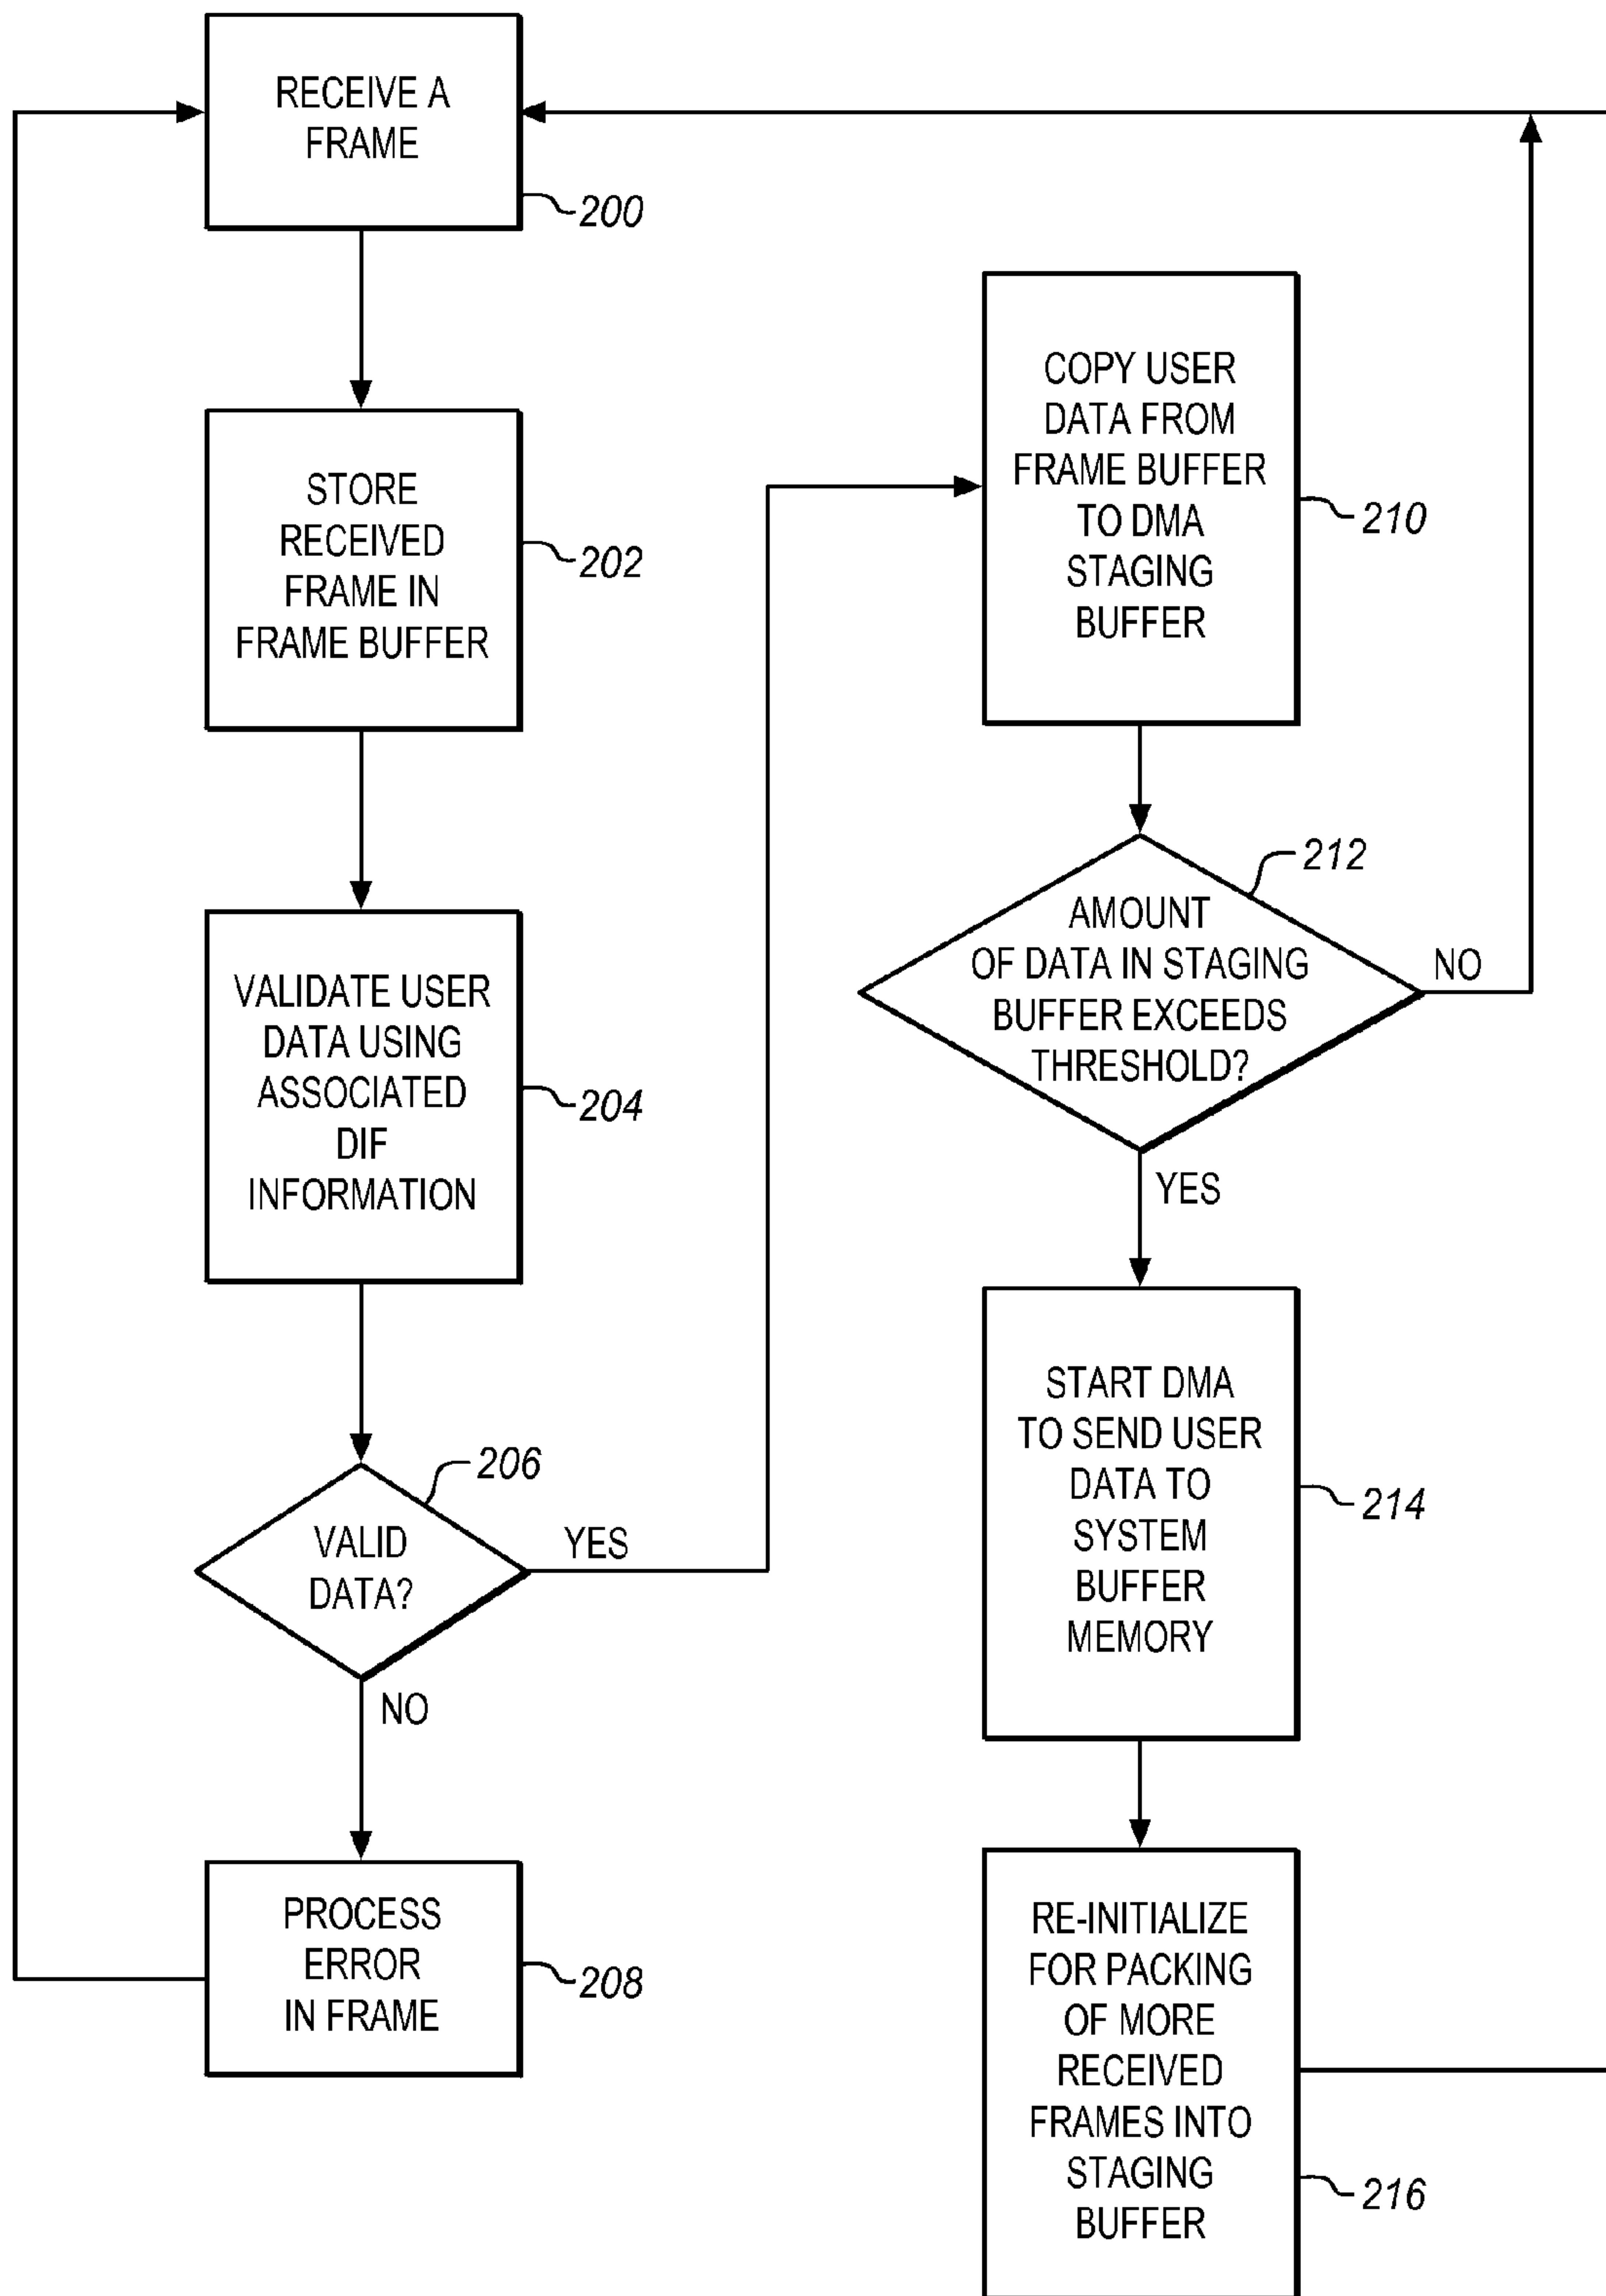 RECEIVE A
FRAME
200
STORE
RECEIVED
FRAME IN
FRAME BUFFER
202
VALIDATE USER
DATA USING
ASSOCIATED
DIF
INFORMATION
204
206
VALID
DATA?
YES
NO
PROCESS
ERROR
IN FRAME
208
COPY USER
DATA FROM
FRAME BUFFER
TO DMA
STAGING
BUFFER
210
212
AMOUNT
OF DATA IN STAGING
BUFFER EXCEEDS
THRESHOLD?
NO
YES
START DMA
TO SEND USER
DATA TO
SYSTEM
BUFFER
MEMORY
214
RE-INITIALIZE
FOR PACKING
OF MORE
RECEIVED
FRAMES INTO
STAGING
BUFFER
216